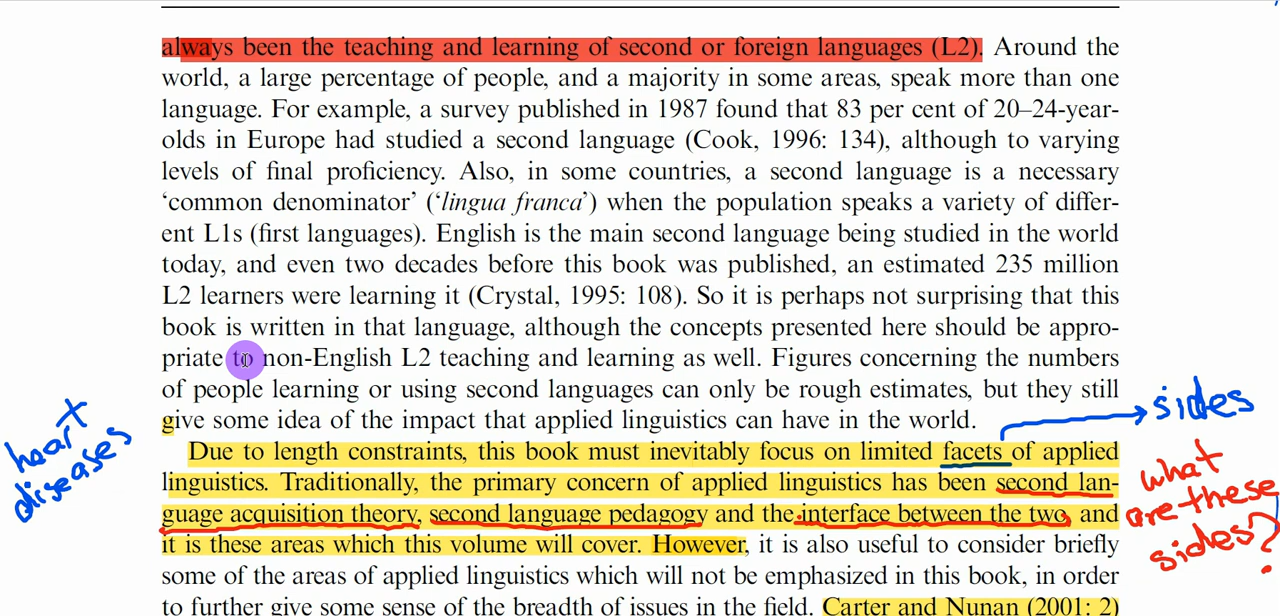 always been the teaching and learning of second or foreign languages (L2). Around the
world, a large percentage of people, and a majority in some areas, speak more than one
language. For example, a survey published in 1987 found that 83 per cent of 20–24-year-
olds in Europe had studied a second language (Cook, 1996: 134), although to varying
levels of final proficiency. Also, in some countries, a second language is a necessary
‘common denominator’ (‘lingua franca’) when the population speaks a variety of differ-
ent L1s (first languages). English is the main second language being studied in the world
today, and even two decades before this book was published, an estimated 235 million
L2 learners were learning it (Crystal, 1995: 108). So it is perhaps not surprising that this
book is written in that language, although the concepts presented here should be appro-
priate to non-English L2 teaching and learning as well. Figures concerning the numbers
of people learning or using second languages can only be rough estimates, but they still
give some idea of the impact that applied linguistics can have in the world.
Due to length constraints, this book must inevitably focus on limited facets of applied
linguistics. Traditionally, the primary concern of applied linguistics has been second lan-
guage acquisition theory, second language pedagogy and the interface between the two, and
it is these areas which this volume will cover. However, it is also useful to consider briefly
some of the areas of applied linguistics which will not be emphasized in this book, in order
to further give some sense of the breadth of issues in the field. Carter and Nunan (2001: 2)
heart
diseases
sides
what
are these
sides?